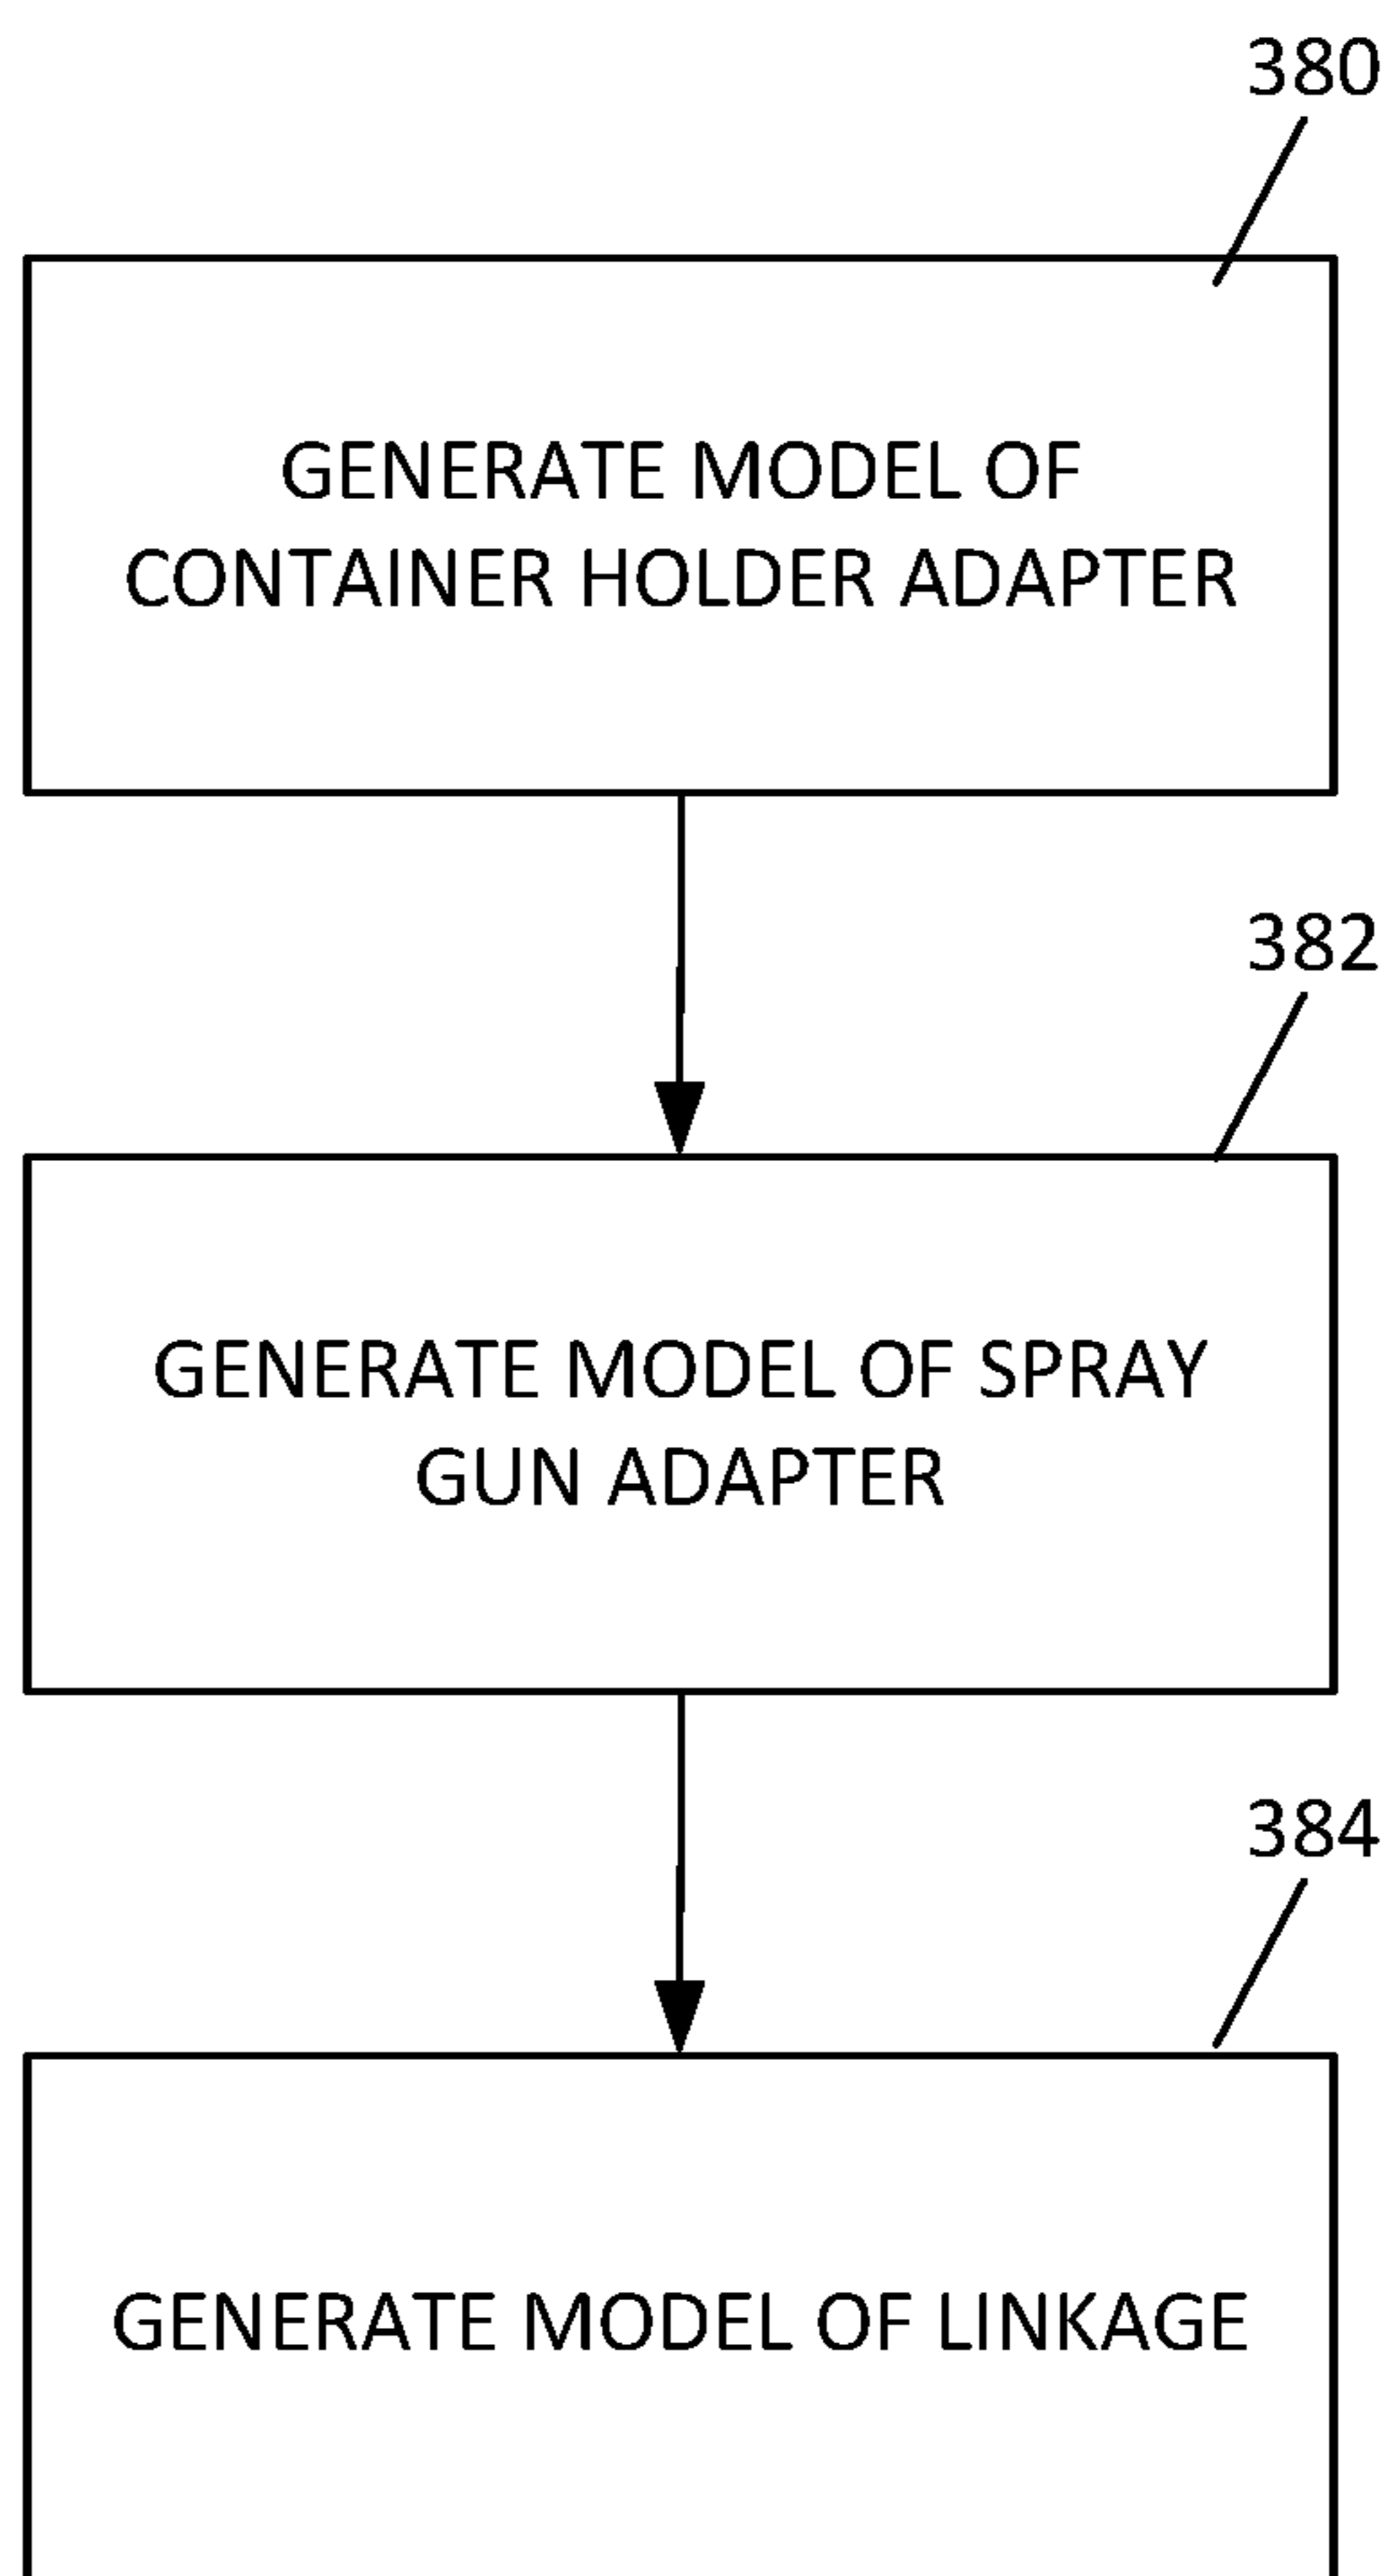 380
GENERATE MODEL OF
CONTAINER HOLDER ADAPTER
382
GENERATE MODEL OF SPRAY
GUN ADAPTER
384
GENERATE MODEL OF LINKAGE